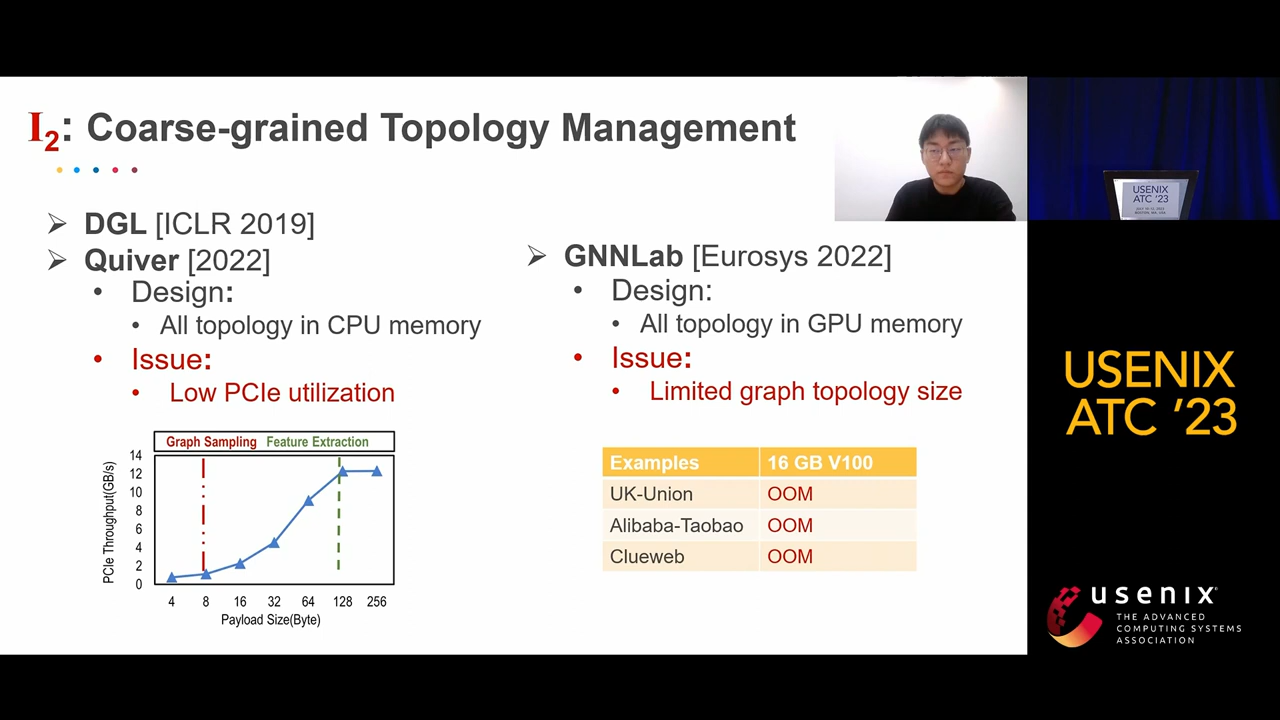 I2: Coarse-grained Topology Management
DGL [ICLR 2019]
Quiver [2022]
Design:
All topology in CPU memory
Issue:
Low PCIe utilization
Graph Sampling Feature Extraction
PCIe Throughput(GB/s)
14
12
10
8
6
4
2
0
4 8 16 32 64 128 256
Payload Size(Byte)
GNNLab [Eurosys 2022]
Design:
All topology in GPU memory
Issue:
Limited graph topology size
Examples 16 GB V100
UK-Union OOM
Alibaba-Taobao OOM
Clueweb OOM
USENIX
ATC '23
USENIX
ATC '23
usenix
THE ADVANCED
COMPUTING SYSTEMS
ASSOCIATION